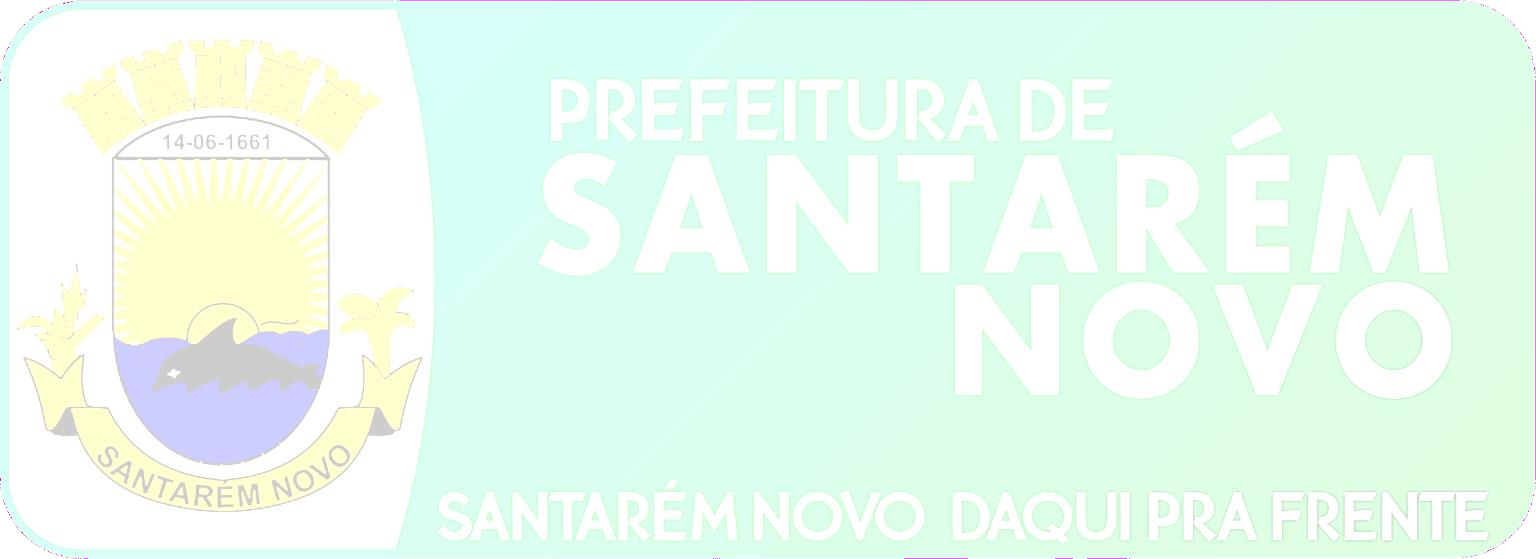 14-06-1661
SANTARÉM NOVO
PREFEITURA DE
SANTARÉM
NOVO
SANTARÉM NOVO DAQUI PRA FRENTE